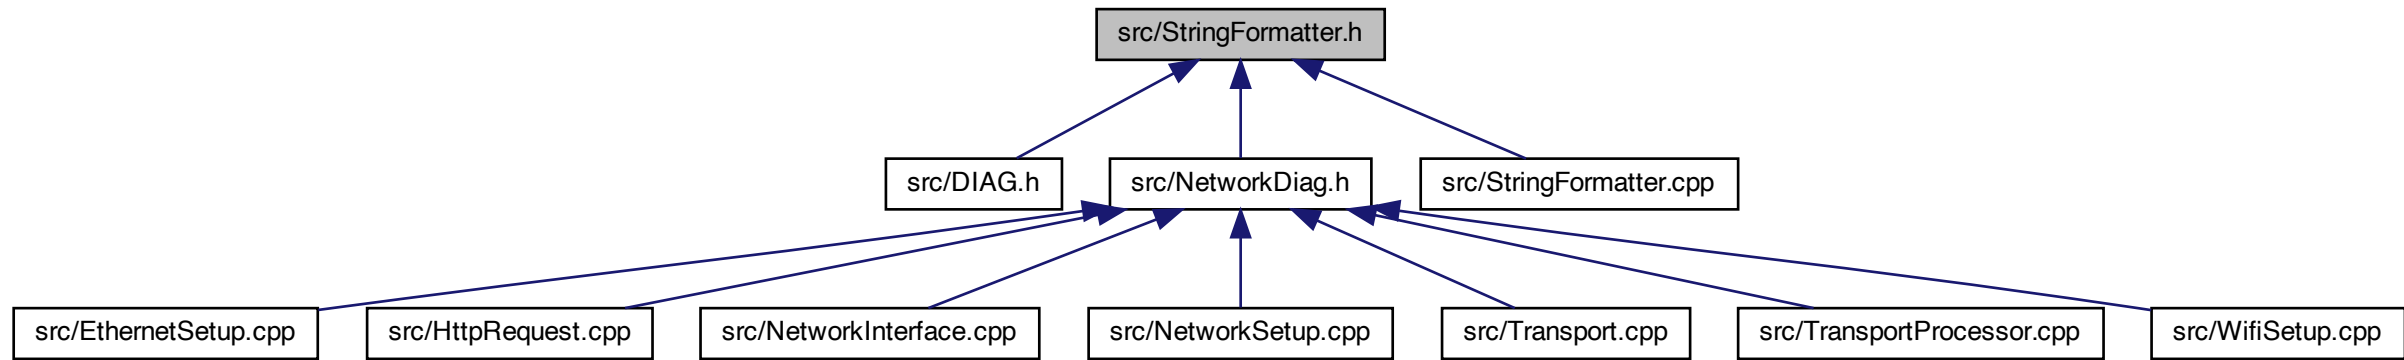 src/StringFormatter.h
src/DIAG.h
src/NetworkDiag.h
src/StringFormatter.cpp
src/EthernetSetup.cpp
src/HttpRequest.cpp
src/NetworkInterface.cpp
src/NetworkSetup.cpp
src/Transport.cpp
src/TransportProcessor.cpp
src/WifiSetup.cpp